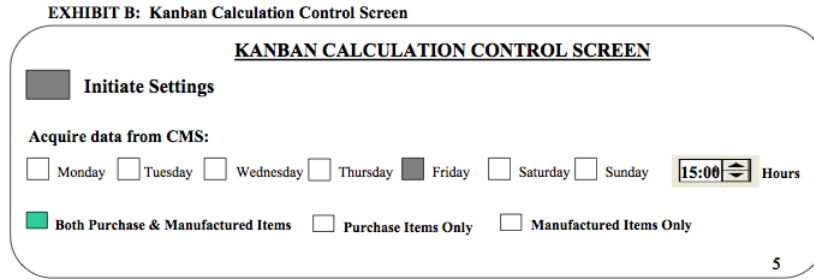 EXHIBIT B: Kanban Calculation Control Screen
KANBAN CALCULATION CONTROL SCREEN
Initiate Settings
Acquire data from CMS:
Monday Tuesday Wednesday Thursday Friday Saturday Sunday 15:00 Hours
Both Purchase & Manufactured Items Purchase Items Only Manufactured Items Only
5